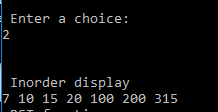 Enter a choice:
2
Inorder display
7 10 15 20 100 200 315